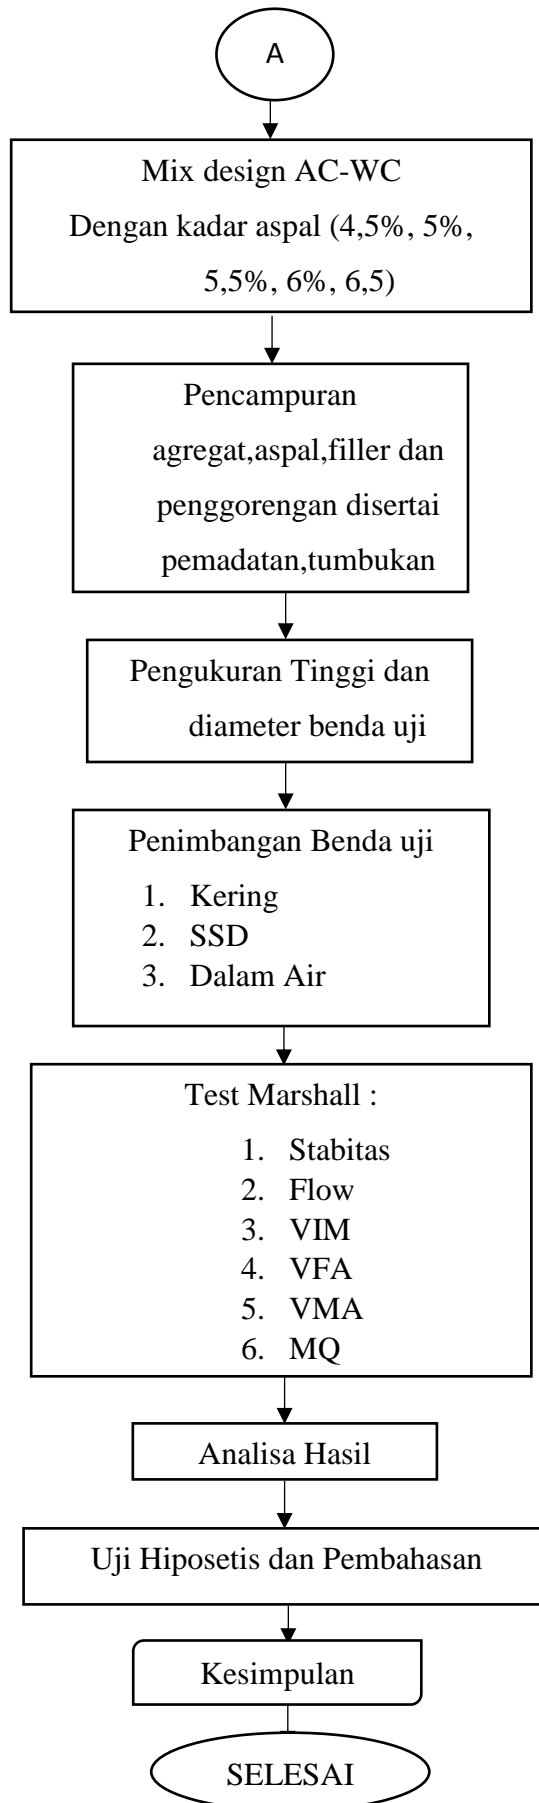 A
Mix design AC-WC
Dengan kadar aspal (4,5%, 5%,
5,5%, 6%, 6,5)
Pencampuran
agregat,aspal,filler dan
penggorengan disertai
pemadatan,tumbukan
Pengukuran Tinggi dan
diameter benda uji
Penimbangan Benda uji
1. Kering
2. SSD
3. Dalam Air
Test Marshall :
1. Stabitas
2. Flow
3. VIM
4. VFA
5. VMA
6. MQ
Analisa Hasil
Uji Hiposetis dan Pembahasan
Kesimpulan
SELESAI